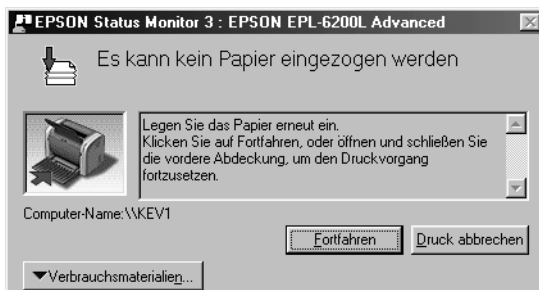 EPSON Status Monitor 3 : EPSON EPL-6200L Advanced
Es kann kein Papier eingezogen werden
Legen Sie das Papier erneut ein.
Klicken Sie auf Fortfahren, oder öffnen und schließen Sie
die vordere Abdeckung, um den Druckvorgang
fortzusetzen.
Computer-Name:\\KEV1
Fortfahren
Druck abbrechen
Verbrauchsmaterialien...